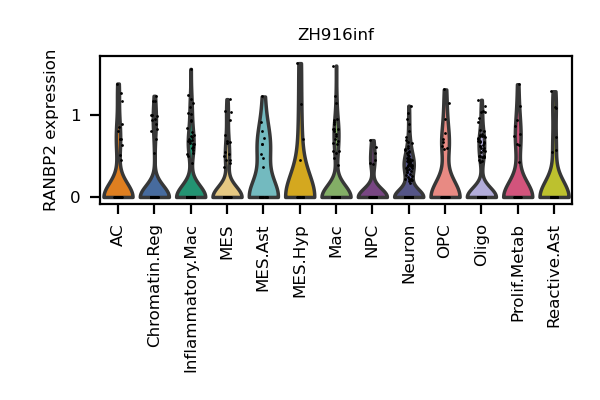 ZH916inf
RANBP2 expression
1
0
AC
Chromatin.Reg
Inflammatory.Mac
MES
MES.Ast
MES.Hyp
Mac
NPC
Neuron
OPC
Oligo
Prolif.Metab
Reactive.Ast